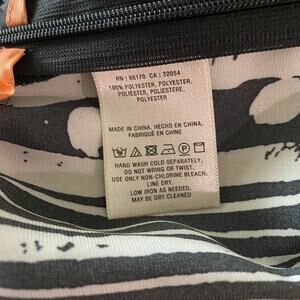 RN : 66170 CA : 32054
100% POLYESTER, POLYESTER,
POLIESTER, POLIESTERE,
POLYESTER
MADE IN CHINA, HECHO EN CHINA,
FABRIQUÉ EN CHINE
HAND WASH COLD SEPARATELY,
DO NOT WRING OR TWIST.
USE ONLY NON-CHLORINE BLEACH.
LINE DRY.
LOW IRON AS NEEDED.
MAY BE DRY CLEANED